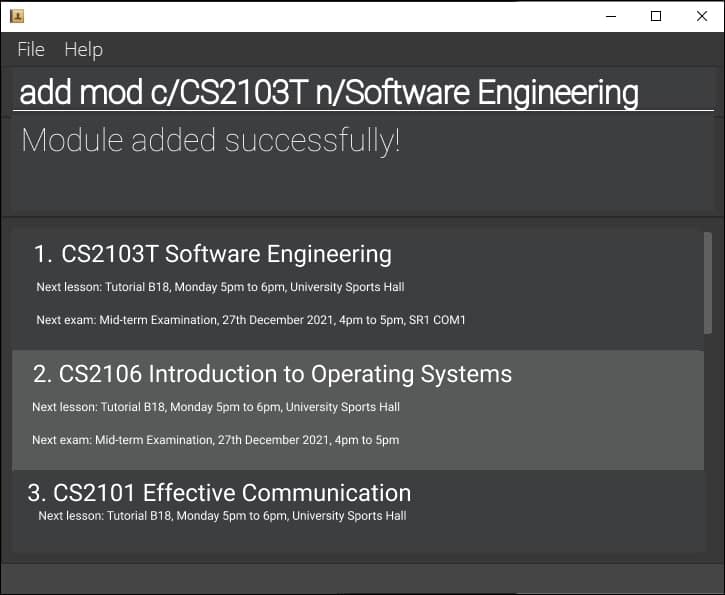 File Help
add mod c/CS2103T n/Software Engineering
Module added successfully!
1. CS2103T Software Engineering
Next lesson: Tutorial B18, Monday 5pm to 6pm, University Sports Hall
Next exam: Mid-term Examination, 27th December 2021, 4pm to 5pm, SR1 COM1
2. CS2106 Introduction to Operating Systems
Next lesson: Tutorial B18, Monday 5pm to 6pm, University Sports Hall
Next exam: Mid-term Examination, 27th December 2021, 4pm to 5pm
3. CS2101 Effective Communication
Next lesson: Tutorial B18, Monday 5pm to 6pm, University Sports Hall